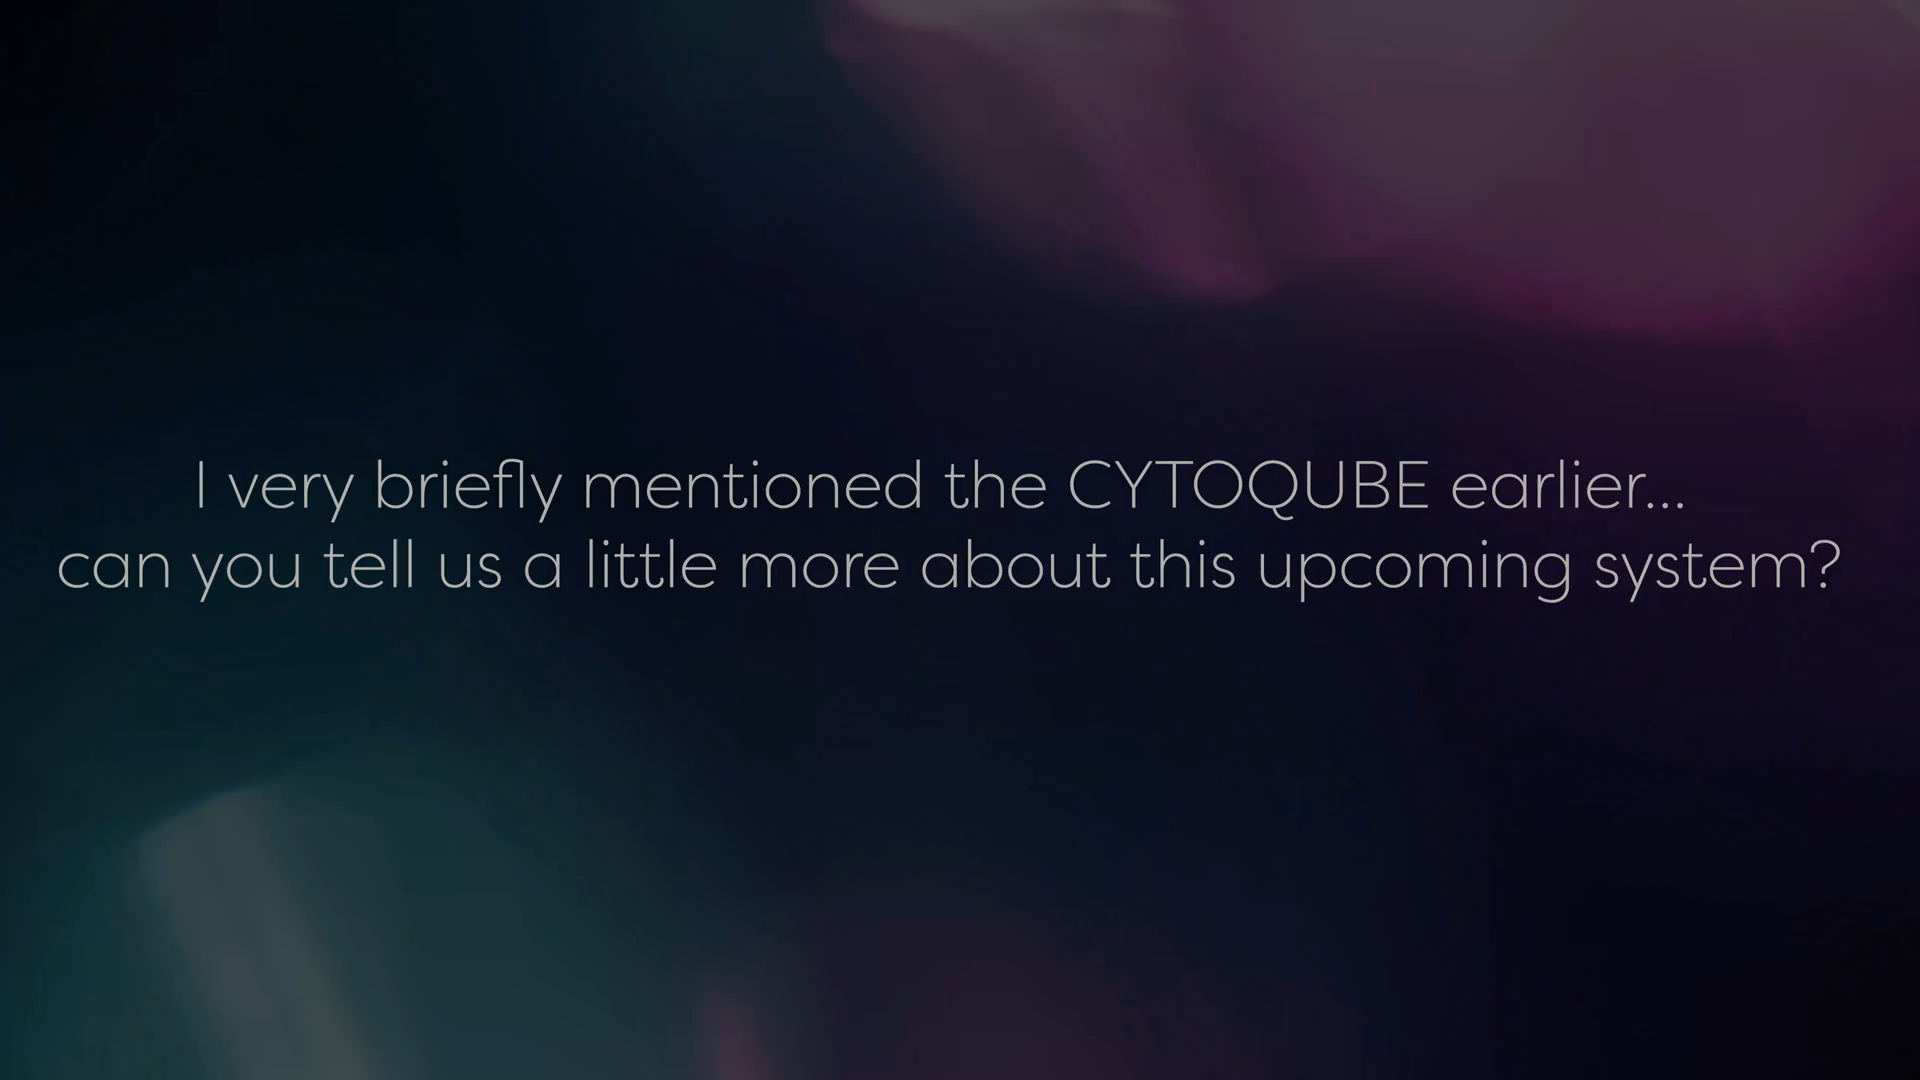 I very briefly mentioned the CYTOQUBE earlier...
can you tell us a little more about this upcoming system?